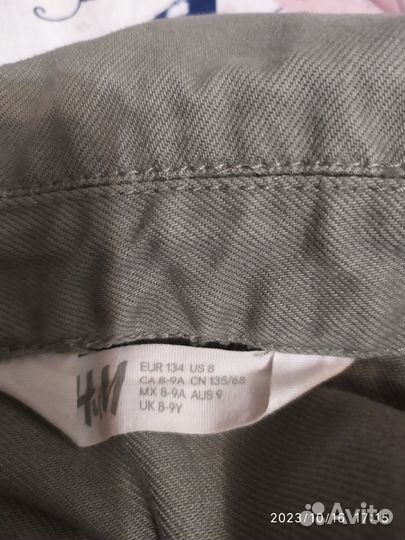 H&M
EUR 134 US 8
CA 8-9A CN 135/68
MX 8-9A AUS 9
UK 8-9Y
2023/10/16 17:15
Avito